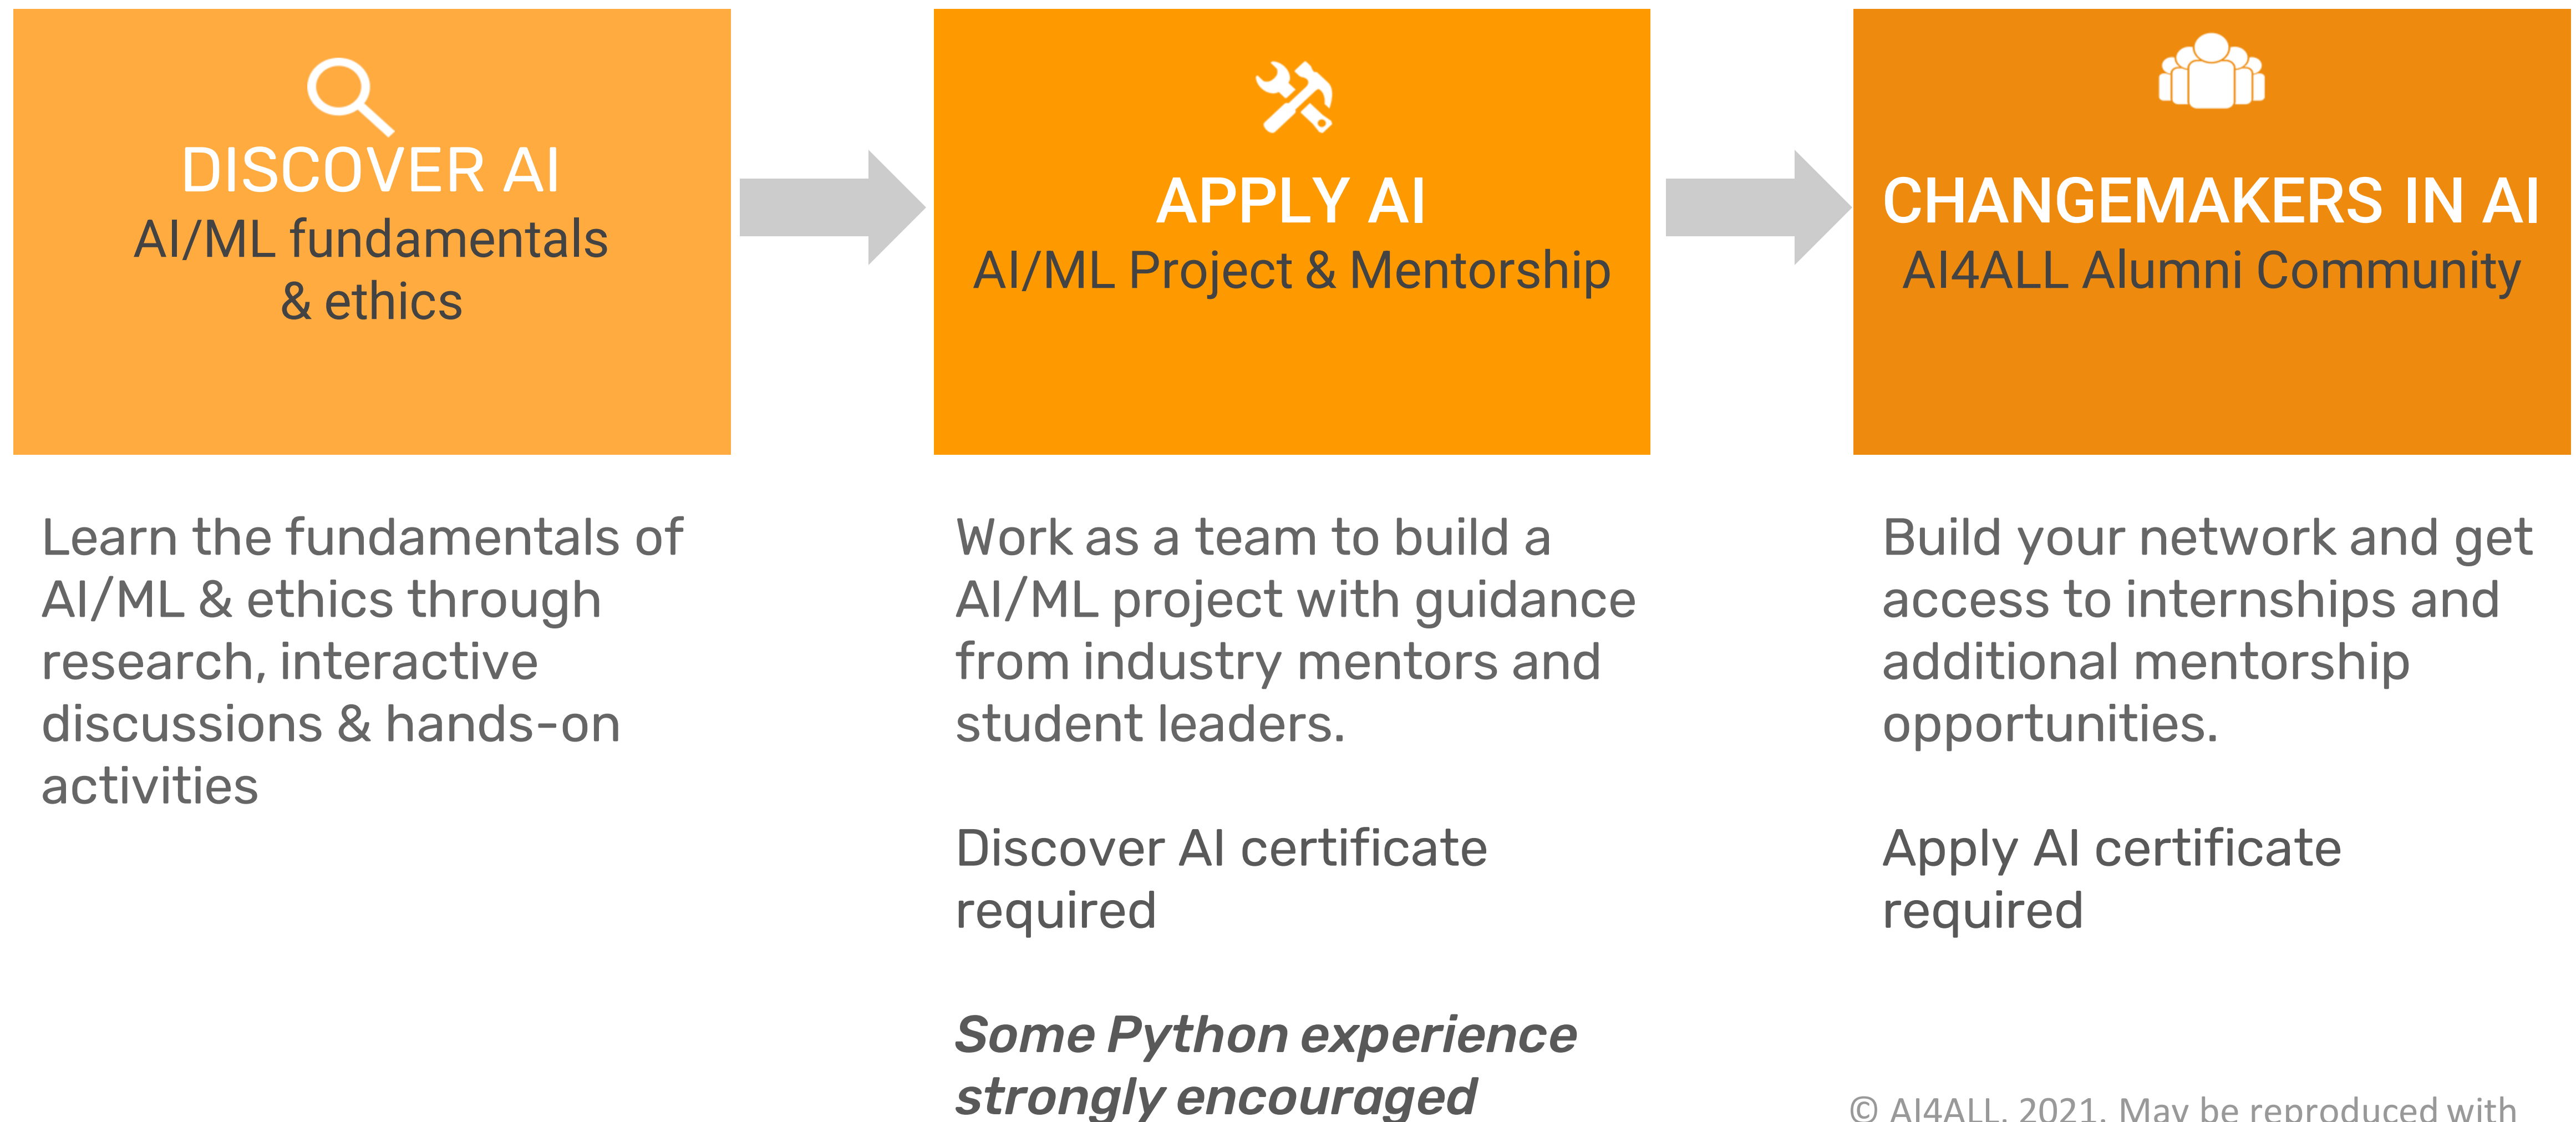 DISCOVER AI
AI/ML fundamentals
& ethics
APPLY AI
AI/ML Project & Mentorship
CHANGEMAKERS IN AI
AI4ALL Alumni Community
Learn the fundamentals of
AI/ML & ethics through
research, interactive
discussions & hands-on
activities
Work as a team to build a
AI/ML project with guidance
from industry mentors and
student leaders.
Discover AI certificate
required
Some Python experience
strongly encouraged
Build your network and get
access to internships and
additional mentorship
opportunities.
Apply AI certificate
required
© AI4ALL. 2021. May be reproduced with